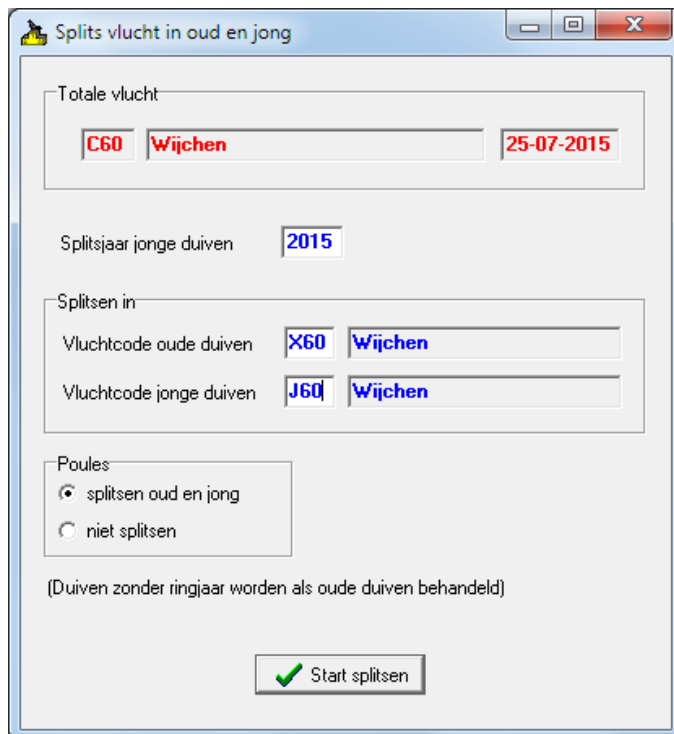 Splits vlucht in oud en jong
Totale vlucht
C60 Wijchen 25-07-2015
Splitsjaar jonge duiven 2015
Splitsen in
Vluchtcode oude duiven X60 Wijchen
Vluchtcode jonge duiven J60 Wijchen
Poules
splitsen oud en jong
niet splitsen
(Duiven zonder ringjaar worden als oude duiven behandeld)
Start splitsen